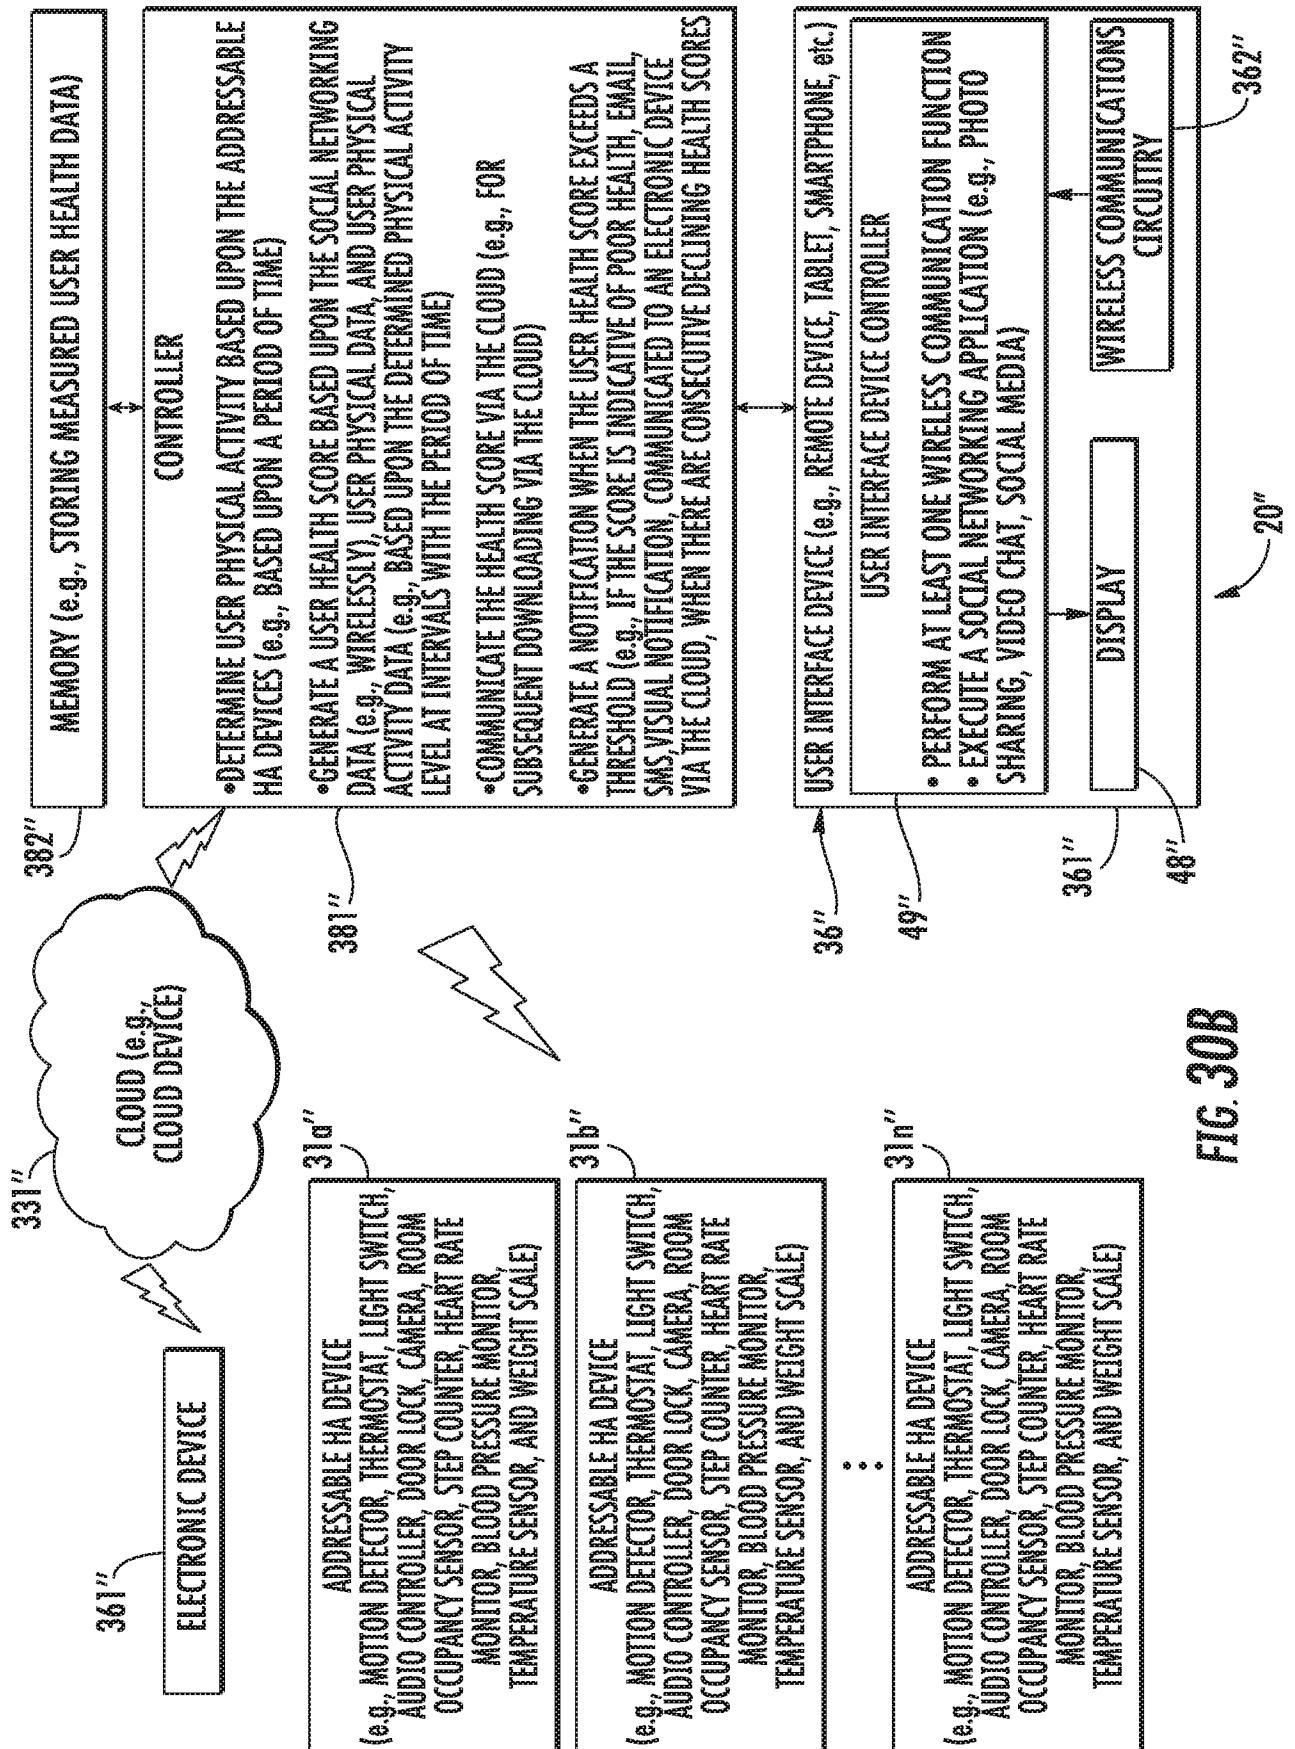 331"
CLOUD (e.g.,
CLOUD DEVICE)
361"
ELECTRONIC DEVICE
31a"
ADDRESSABLE HA DEVICE
(e.g., MOTION DETECTOR, THERMOSTAT, LIGHT SWITCH,
AUDIO CONTROLLER, DOOR LOCK, CAMERA, ROOM
OCCUPANCY SENSOR, STEP COUNTER, HEART RATE
MONITOR, BLOOD PRESSURE MONITOR,
TEMPERATURE SENSOR, AND WEIGHT SCALE)
31b"
ADDRESSABLE HA DEVICE
(e.g., MOTION DETECTOR, THERMOSTAT, LIGHT SWITCH,
AUDIO CONTROLLER, DOOR LOCK, CAMERA, ROOM
OCCUPANCY SENSOR, STEP COUNTER, HEART RATE
MONITOR, BLOOD PRESSURE MONITOR,
TEMPERATURE SENSOR, AND WEIGHT SCALE)
31n"
ADDRESSABLE HA DEVICE
(e.g., MOTION DETECTOR, THERMOSTAT, LIGHT SWITCH,
AUDIO CONTROLLER, DOOR LOCK, CAMERA, ROOM
OCCUPANCY SENSOR, STEP COUNTER, HEART RATE
MONITOR, BLOOD PRESSURE MONITOR,
TEMPERATURE SENSOR, AND WEIGHT SCALE)
382"
MEMORY (e.g., STORING MEASURED USER HEALTH DATA)
381"
CONTROLLER
•DETERMINE USER PHYSICAL ACTIVITY BASED UPON THE ADDRESSABLE
HA DEVICES (e.g., BASED UPON A PERIOD OF TIME)
•GENERATE A USER HEALTH SCORE BASED UPON THE SOCIAL NETWORKING
DATA (e.g., WIRELESSLY), USER PHYSICAL DATA, AND USER PHYSICAL
ACTIVITY DATA (e.g., BASED UPON THE DETERMINED PHYSICAL ACTIVITY
LEVEL AT INTERVALS WITH THE PERIOD OF TIME)
•COMMUNICATE THE HEALTH SCORE VIA THE CLOUD (e.g., FOR
SUBSEQUENT DOWNLOADING VIA THE CLOUD)
•GENERATE A NOTIFICATION WHEN THE USER HEALTH SCORE EXCEEDS A
THRESHOLD (e.g., IF THE SCORE IS INDICATIVE OF POOR HEALTH, EMAIL,
SMS,VISUAL NOTIFICATION, COMMUNICATED TO AN ELECTRONIC DEVICE
VIA THE CLOUD, WHEN THERE ARE CONSECUTIVE DECLINING HEALTH SCORES
36"
USER INTERFACE DEVICE (e.g., REMOTE DEVICE, TABLET, SMARTPHONE, etc.)
49"
USER INTERFACE DEVICE CONTROLLER
• PERFORM AT LEAST ONE WIRELESS COMMUNICATION FUNCTION
• EXECUTE A SOCIAL NETWORKING APPLICATION (e.g., PHOTO
SHARING, VIDEO CHAT, SOCIAL MEDIA)
361"
48"
DISPLAY
WIRELESS COMMUNICATIONS
CIRCUITRY
362"
20"
FIG. 30B